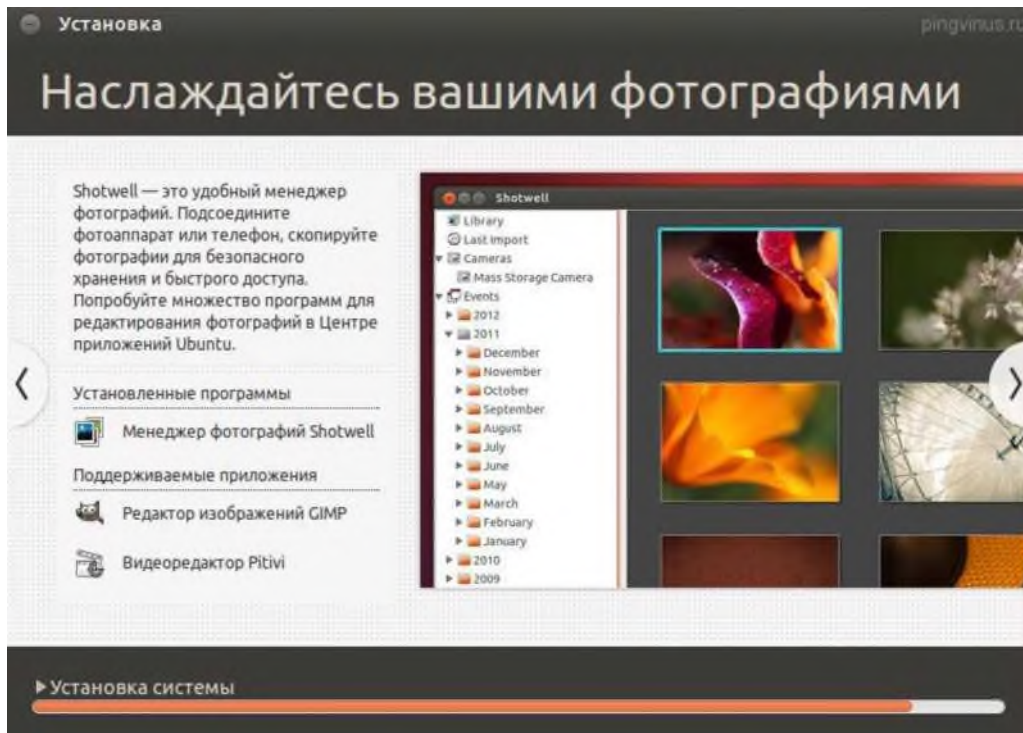 Установка
pingvinus.ru
Наслаждайтесь вашими фотографиями
Shotwell — это удобный менеджер
фотографий. Подсоедините
фотоаппарат или телефон, скопируйте
фотографии для безопасного
хранения и быстрого доступа.
Попробуйте множество программ для
редактирования фотографий в Центре
приложений Ubuntu.
Установленные программы
Менеджер фотографий Shotwell
Поддерживаемые приложения
Редактор изображений GIMP
Видеоредактор Pitivi
Shotwell
Library
Last Import
Cameras
Mass Storage Camera
Events
2012
2011
December
November
October
September
August
July
June
May
March
February
January
2010
2009
Установка системы